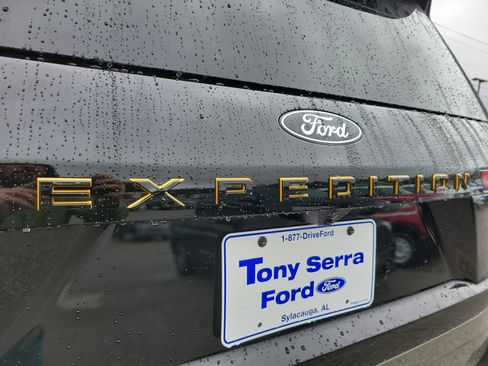 Ford
EXPEDITION
1-877-DriveFord
Tony Serra
Ford Ford
Sylacauga, AL